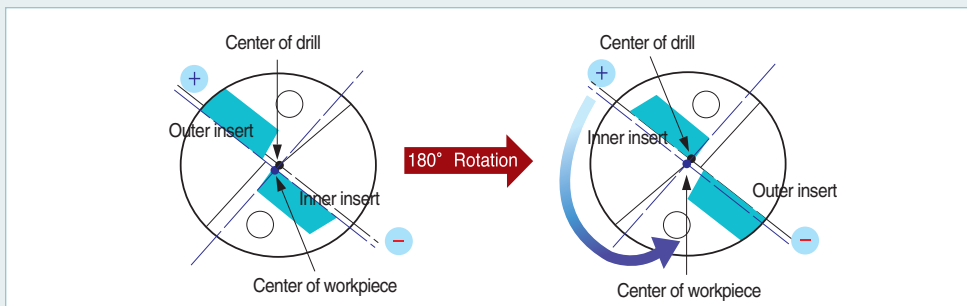 Center of drill
+
Outer insert
Inner insert
−
Center of workpiece
180° Rotation
Center of drill
+
Inner insert
Outer insert
−
Center of workpiece